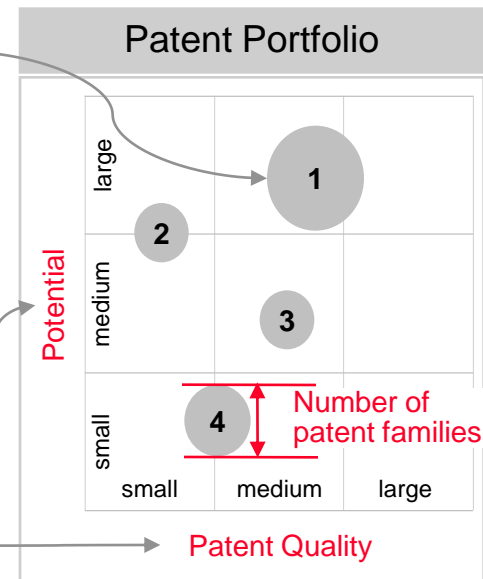 Patent Portfolio
large
1
2
Potential
medium
3
small
4
Number of
patent families
small medium large
Patent Quality